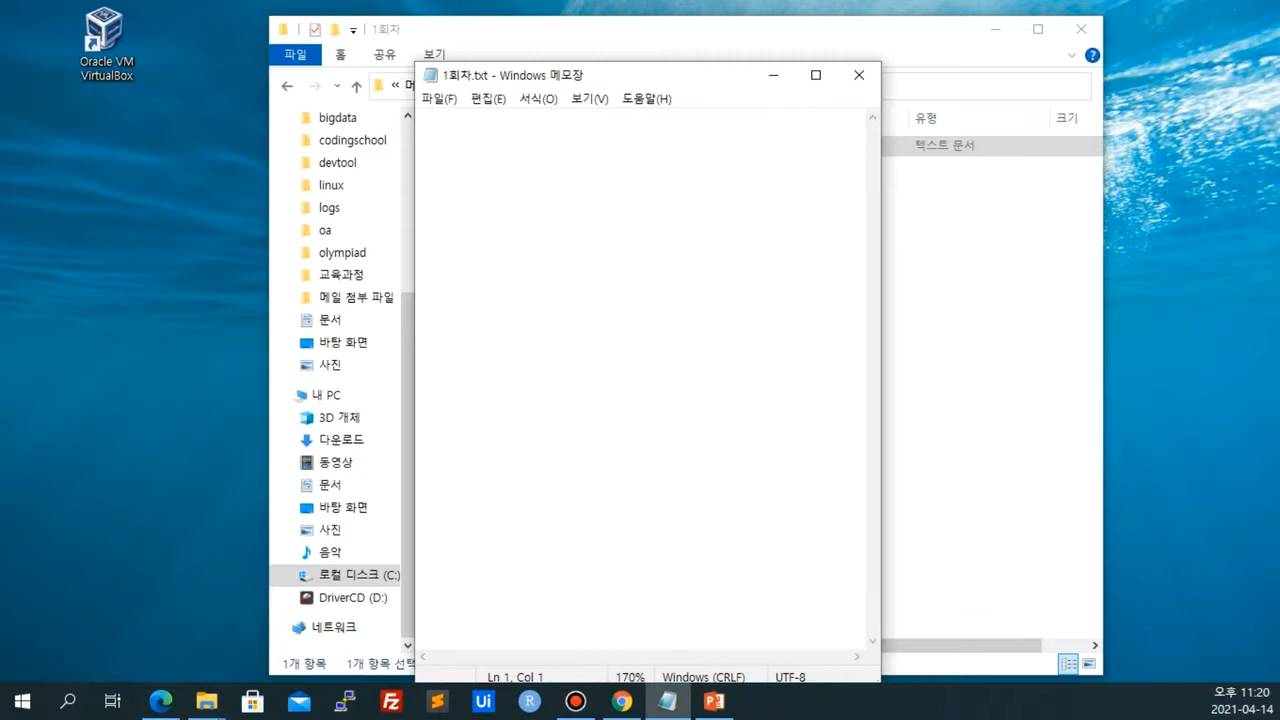 Oracle VM
VirtualBox
1회차
파일 홈 공유 보기
«
1회차.txt - Windows 메모장
파일(F) 편집(E) 서식(O) 보기(V) 도움말(H)
유형 크기
텍스트 문서
bigdata
codingschool
devtool
linux
logs
oa
olympiad
교육과정
메일 첨부 파일
문서
바탕 화면
사진
내 PC
3D 개체
다운로드
동영상
문서
바탕 화면
사진
음악
로컬 디스크 (C:)
DriverCD (D:)
네트워크
1개 항목 1개 항목 선택
Ln 1, Col 1 170% Windows (CRLF) UTF-8
오후 11:20
2021-04-14